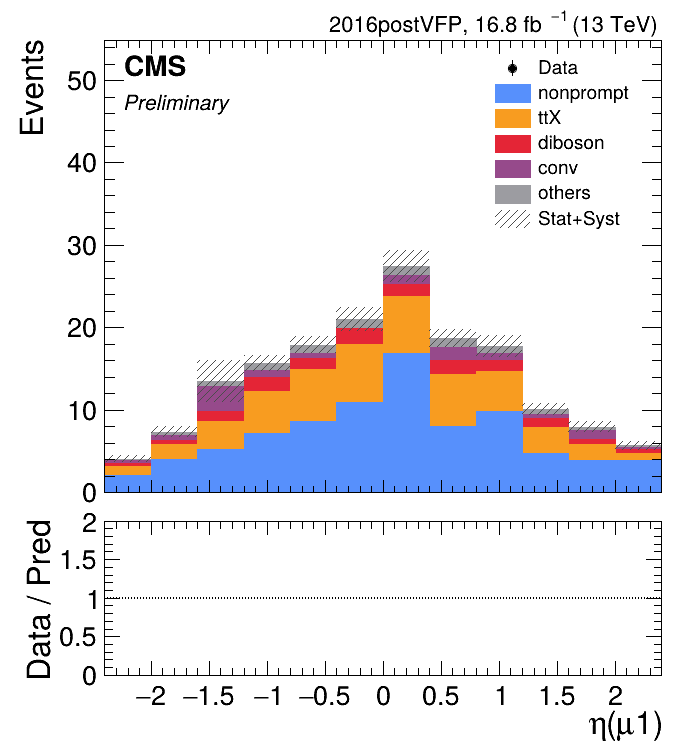 2016postVFP, 16.8 fb⁻¹ (13 TeV)
CMS
Preliminary
Events
Data
nonprompt
ttX
diboson
conv
others
Stat+Syst
50
40
30
20
10
0
Data / Pred
2
1.5
1
0.5
0
−2 −1.5 −1 −0.5 0 0.5 1 1.5 2
η(μ1)